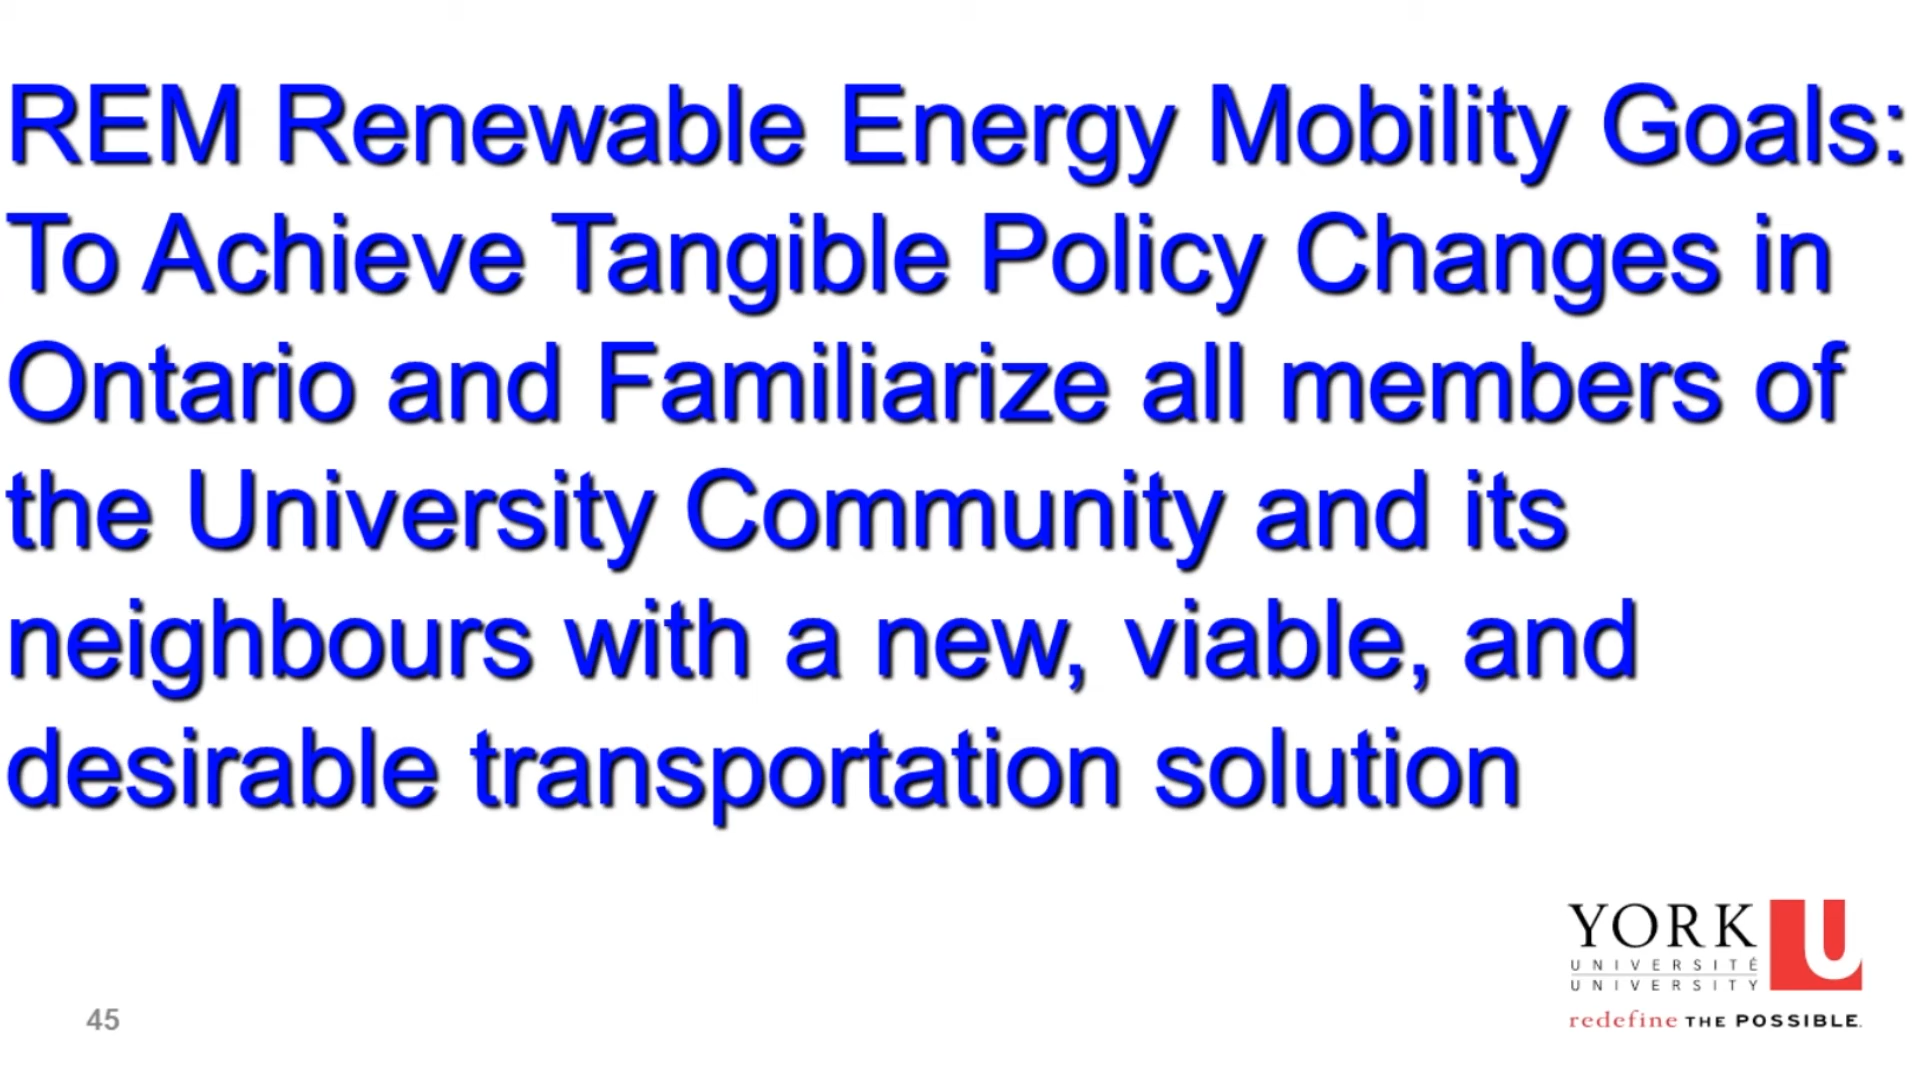 REM Renewable Energy Mobility Goals:
To Achieve Tangible Policy Changes in
Ontario and Familiarize all members of
the University Community and its
neighbours with a new, viable, and
desirable transportation solution
YORK U
UNIVERSITÉ
UNIVERSITY
redefine THE POSSIBLE.
45